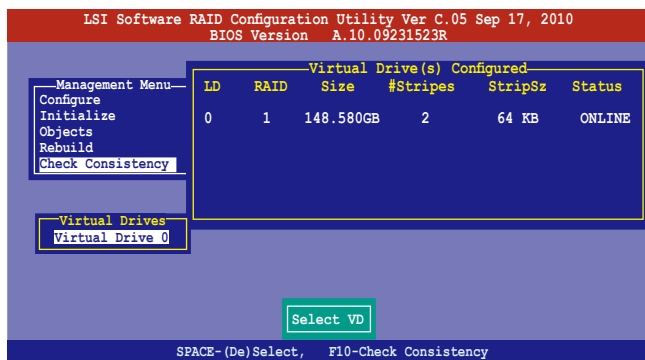 LSI Software RAID Configuration Utility Ver C.05 Sep 17, 2010
BIOS Version A.10.09231523R
Virtual Drive(s) Configured
LD RAID Size #Stripes StripSz Status
0 1 148.580GB 2 64 KB ONLINE
Management Menu
Configure
Initialize
Objects
Rebuild
Check Consistency
Virtual Drives
Virtual Drive 0
Select VD
SPACE-(De)Select, F10-Check Consistency